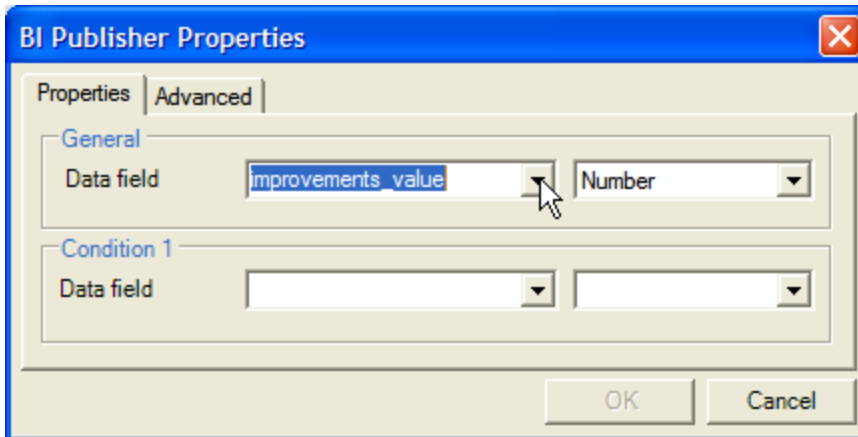 BI Publisher Properties
Properties Advanced
General
Data field improvements_value Number
Condition 1
Data field
OK Cancel